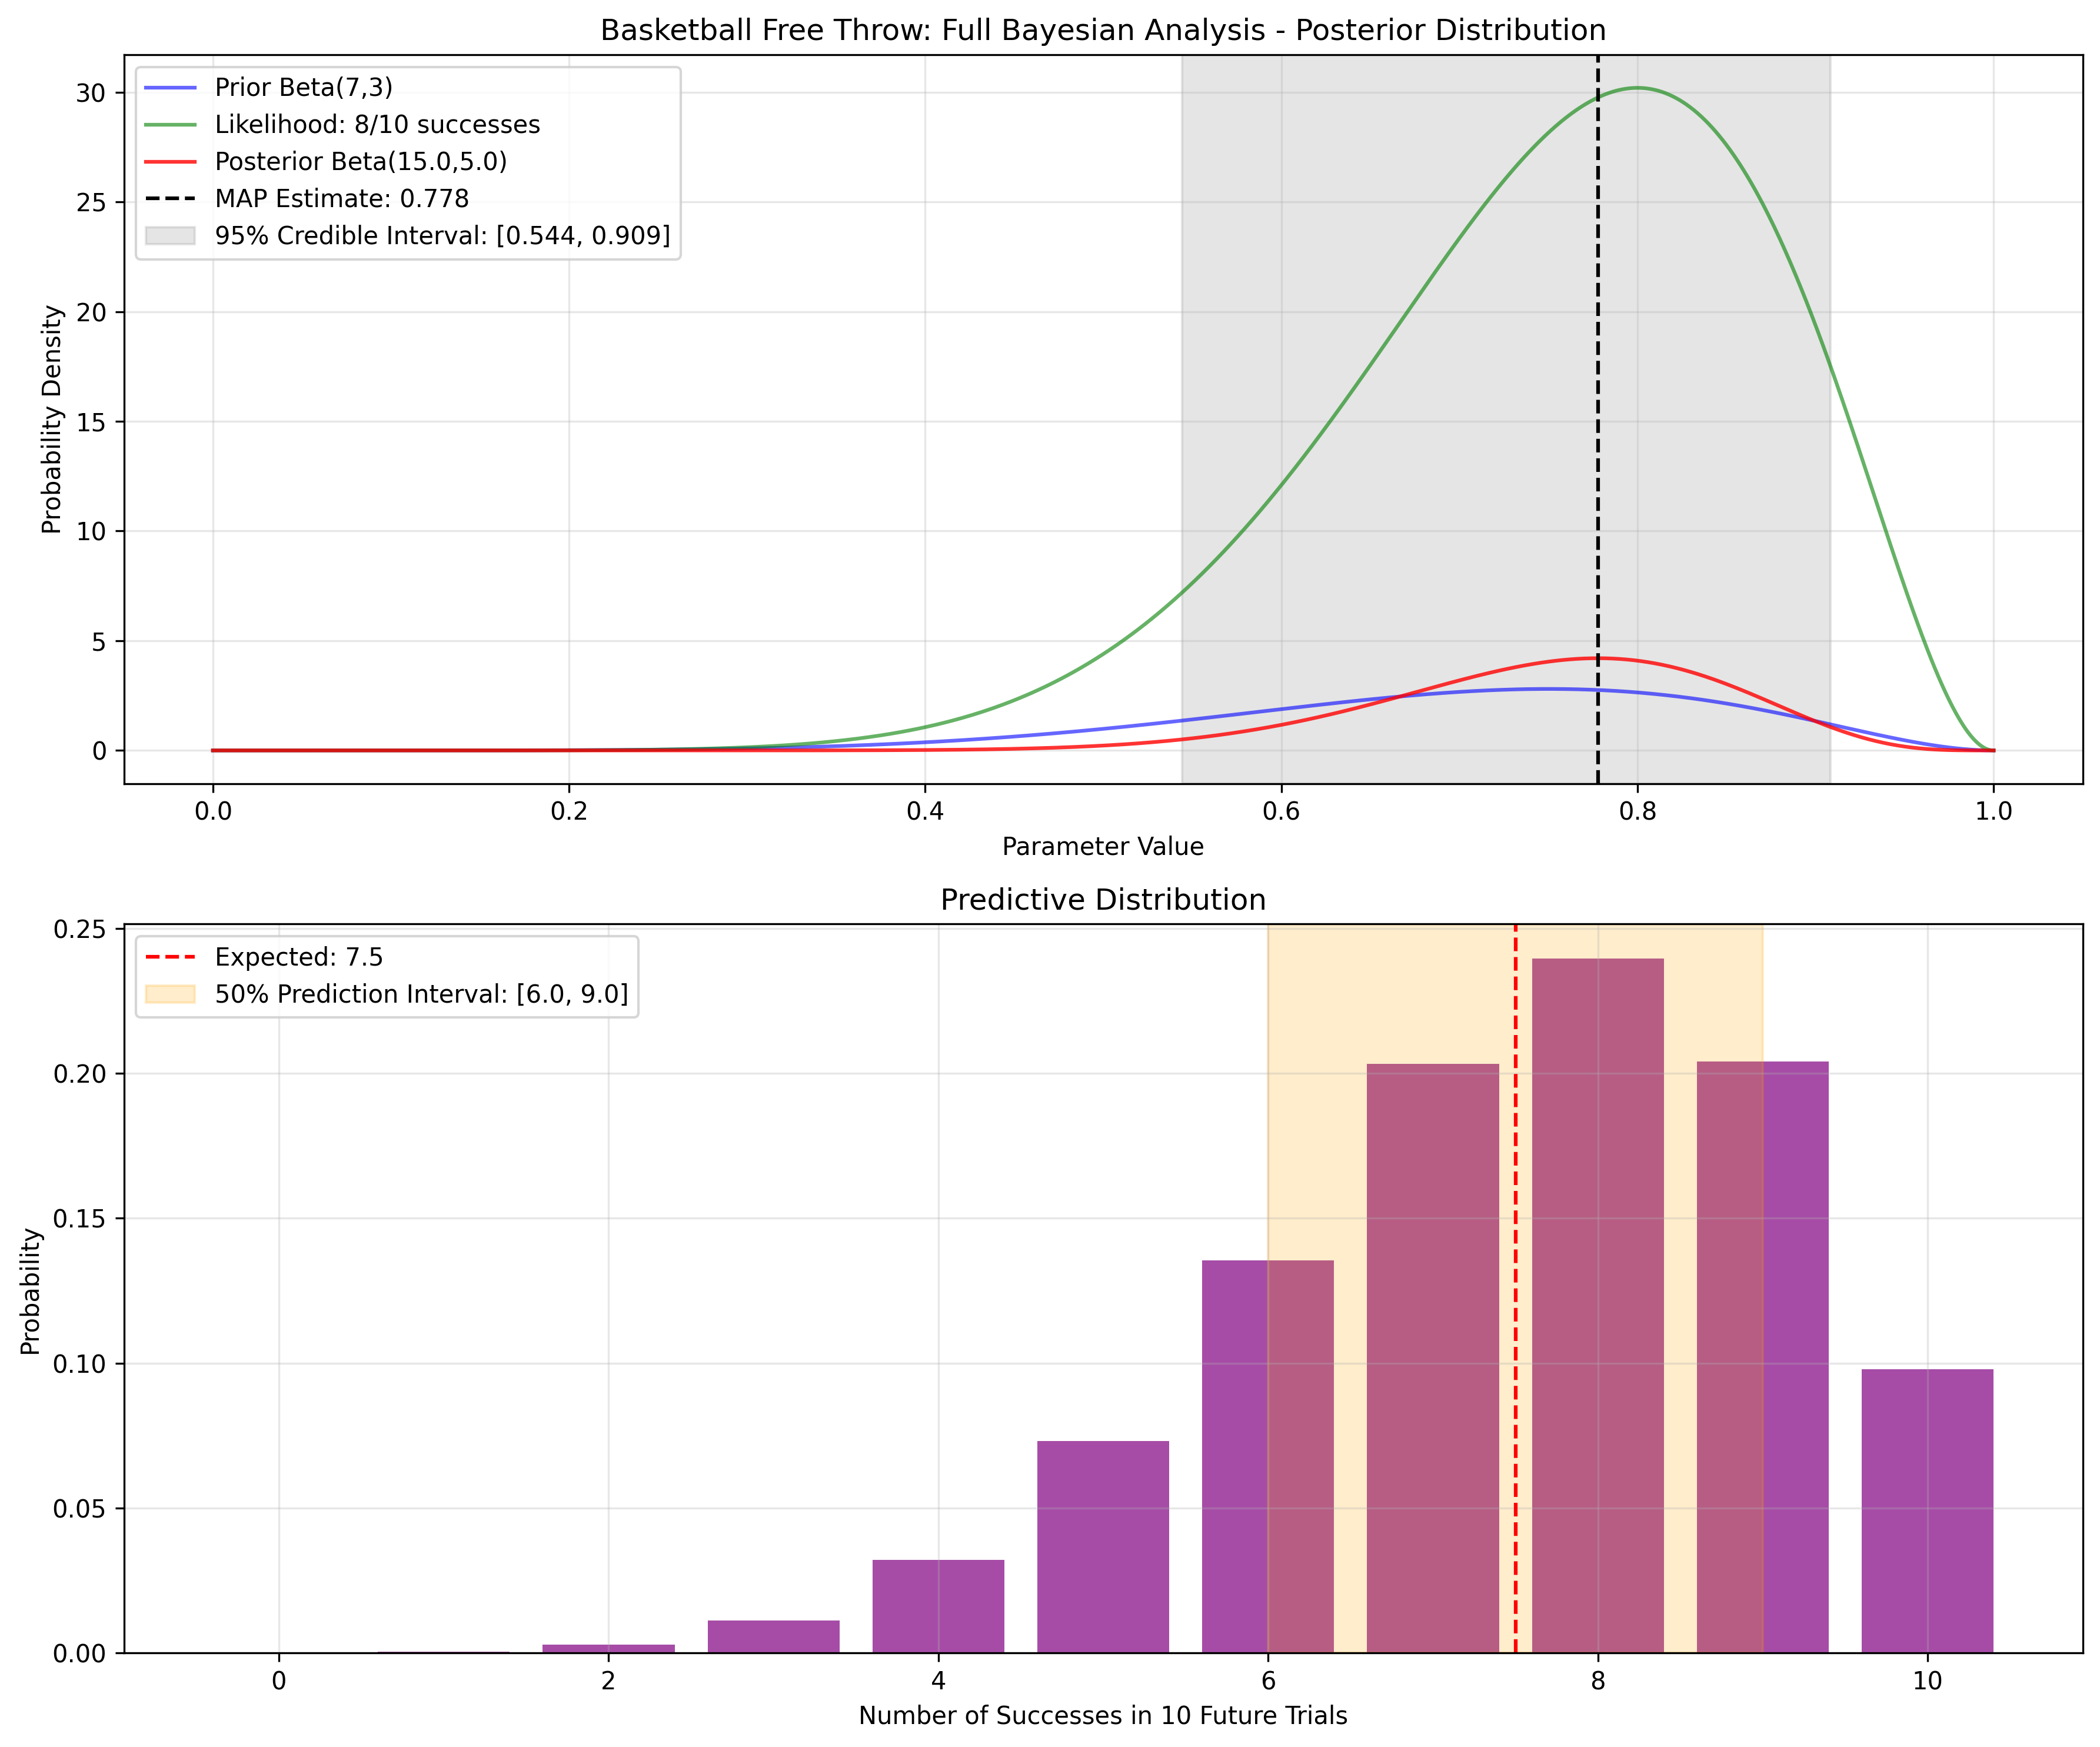 Basketball Free Throw: Full Bayesian Analysis - Posterior Distribution
Prior Beta(7,3)
Likelihood: 8/10 successes
Posterior Beta(15.0,5.0)
MAP Estimate: 0.778
95% Credible Interval: [0.544, 0.909]
Probability Density
30
25
20
15
10
5
0
0.0 0.2 0.4 0.6 0.8 1.0
Parameter Value
Predictive Distribution
Expected: 7.5
50% Prediction Interval: [6.0, 9.0]
Probability
0.25
0.20
0.15
0.10
0.05
0.00
0 2 4 6 8 10
Number of Successes in 10 Future Trials